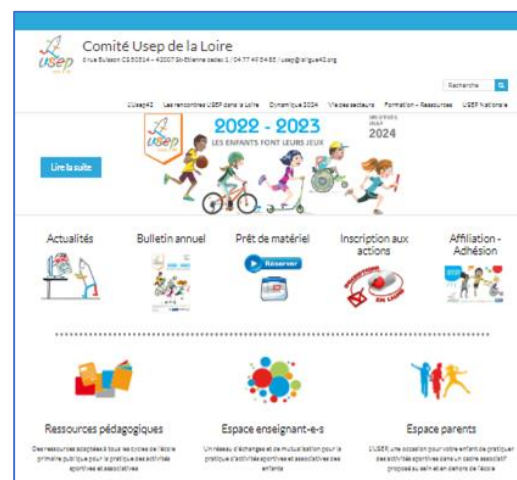 Usep
Comité Usep de la Loire
6 rue Buisson CS 50514 – 42007 St-Etienne cedex 1 / 04 77 49 54 85 / usep@laligue42.org
Recherche
L'Usep42 Les rencontres USEP dans la Loire Dynamique 2024 Vie des secteurs Formation – Ressources USEP Nationale
2022 - 2023
LES ENFANTS FONT LEURS JEUX
USEP
2024
Usep
Lire la suite
Actualités
Bulletin annuel
Prêt de matériel
Inscription aux
actions
Affiliation -
Adhésion
Réserver
INSCRIPTIONS
EN LIGNE
Ressources pédagogiques
Espace enseignant-e-s
Espace parents
Des ressources adaptées à tous les cycles de l'école
primaire publique pour la pratique des activités
sportives et associatives
Un réseau d'échanges et de mutualisation pour la
pratique d'activités sportives et associatives des
enfants
L'USEP, une occasion pour votre enfant de pratiquer
des activités sportives dans un cadre associatif
proposé au sein et en dehors de l'école